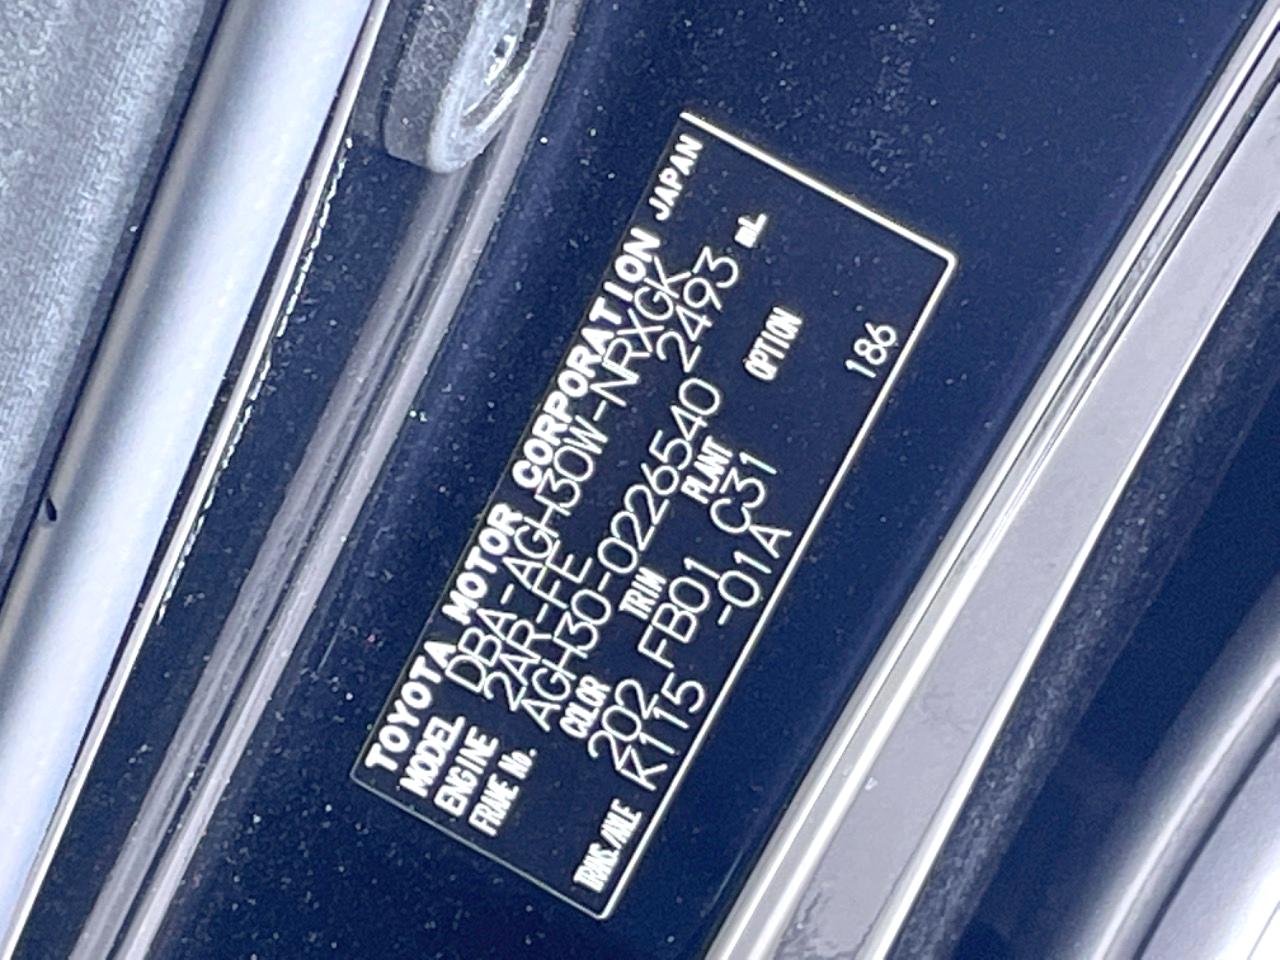 TOYOTA MOTOR CORPORATION JAPAN
MODEL DBA-AGH30W-NRXGK
ENGINE 2AR-FE 2493 mL
FRAME No. AGH30-0226540
COLOR TRIM PLANT OPTION
202 FB01 C31
TRANS./AXLE K115 -01A 186